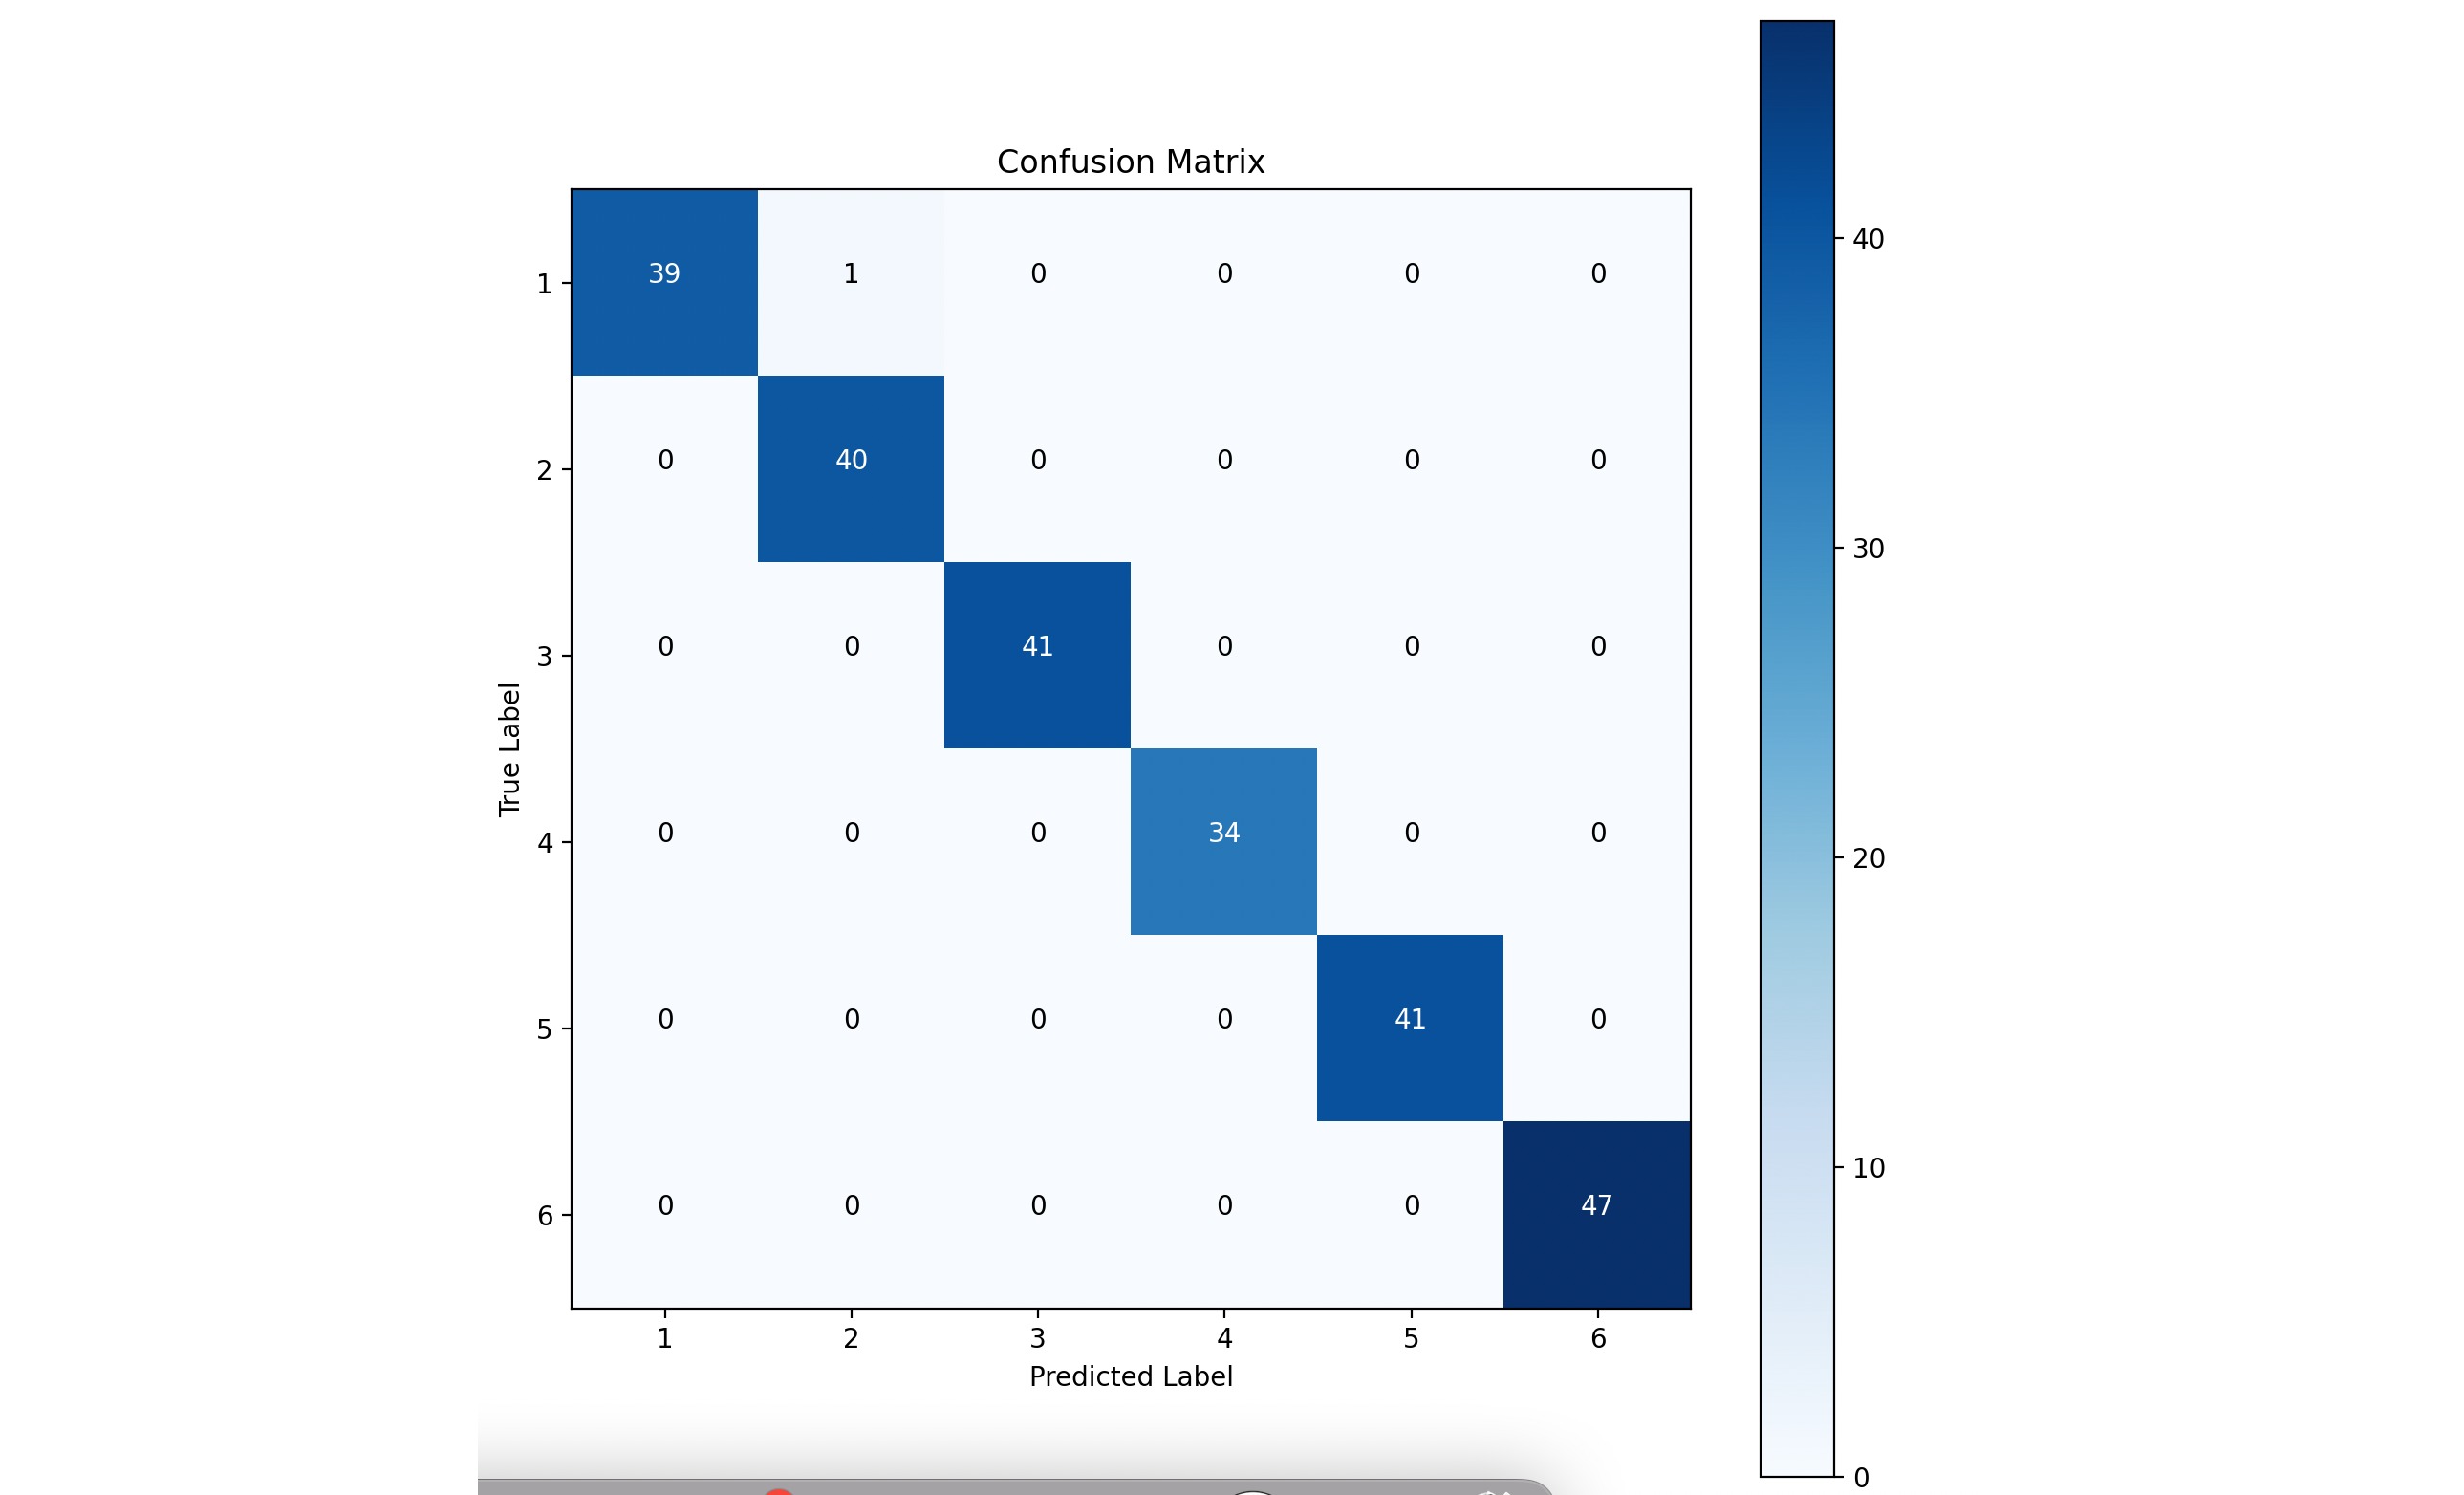 Confusion Matrix
40
1 39 1 0 0 0 0
2 0 40 0 0 0 0
30
3 0 0 41 0 0 0
True Label
4 0 0 0 34 0 0
20
5 0 0 0 0 41 0
10
6 0 0 0 0 0 47
1 2 3 4 5 6
Predicted Label
0